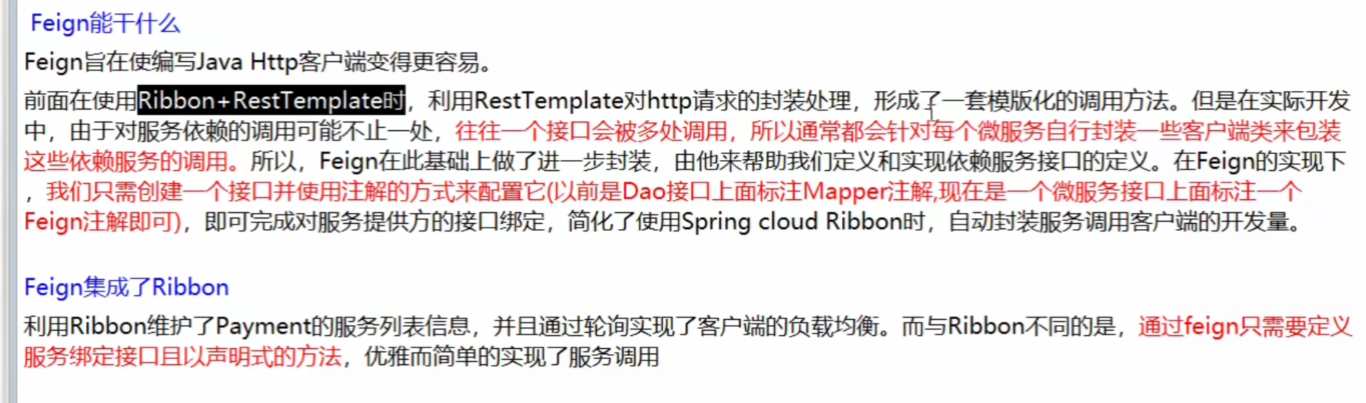 Feign能干什么
Feign旨在使编写Java Http客户端变得更容易。
前面在使用Ribbon+RestTemplate时，利用RestTemplate对http请求的封装处理，形成了一套模版化的调用方法。但是在实际开发
中，由于对服务依赖的调用可能不止一处，往往一个接口会被多处调用，所以通常都会针对每个微服务自行封装一些客户端类来包装
这些依赖服务的调用。所以，Feign在此基础上做了进一步封装，由他来帮助我们定义和实现依赖服务接口的定义。在Feign的实现下
，我们只需创建一个接口并使用注解的方式来配置它(以前是Dao接口上面标注Mapper注解,现在是一个微服务接口上面标注一个
Feign注解即可)，即可完成对服务提供方的接口绑定，简化了使用Spring cloud Ribbon时，自动封装服务调用客户端的开发量。
Feign集成了Ribbon
利用Ribbon维护了Payment的服务列表信息，并且通过轮询实现了客户端的负载均衡。而与Ribbon不同的是，通过feign只需要定义
服务绑定接口且以声明式的方法，优雅而简单的实现了服务调用